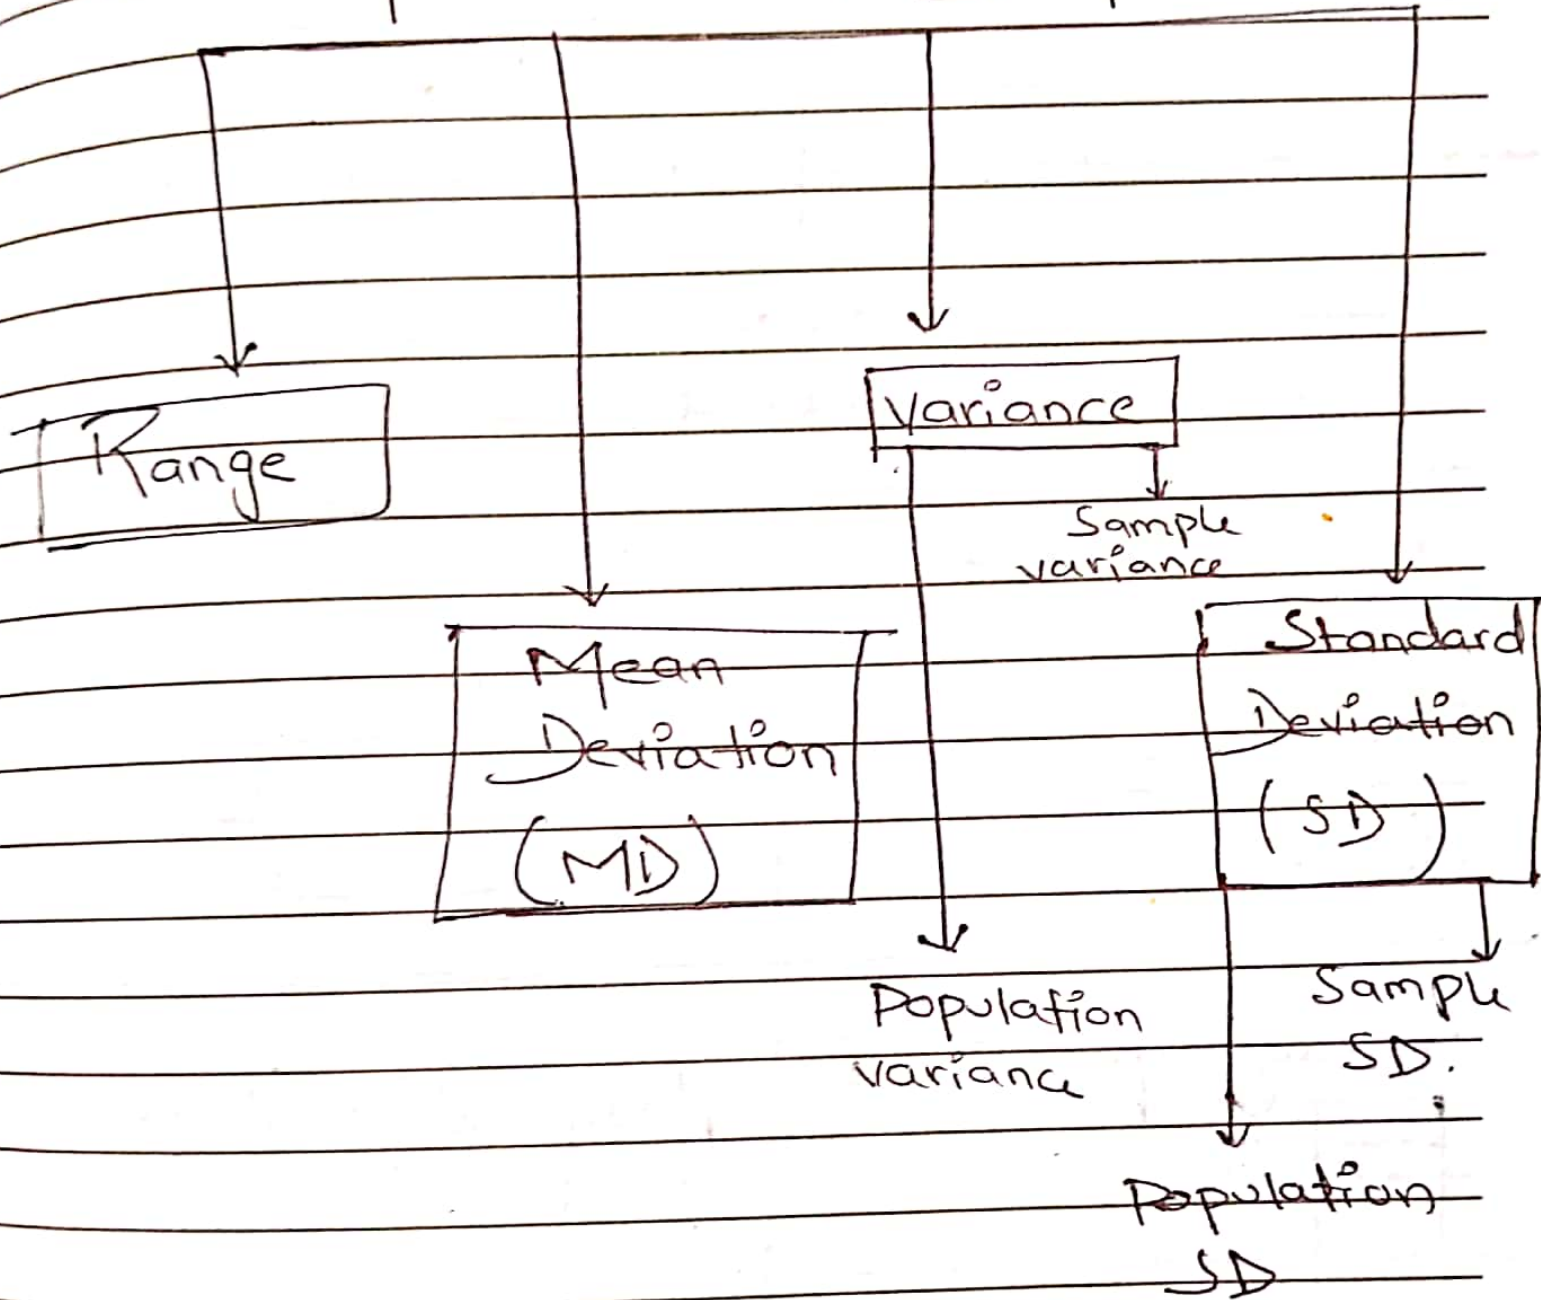 Range
Variance
Sample
variance
Mean
Deviation
(MD)
Standard
Deviation
(SD)
Population
variance
Sample
SD.
Population
SD